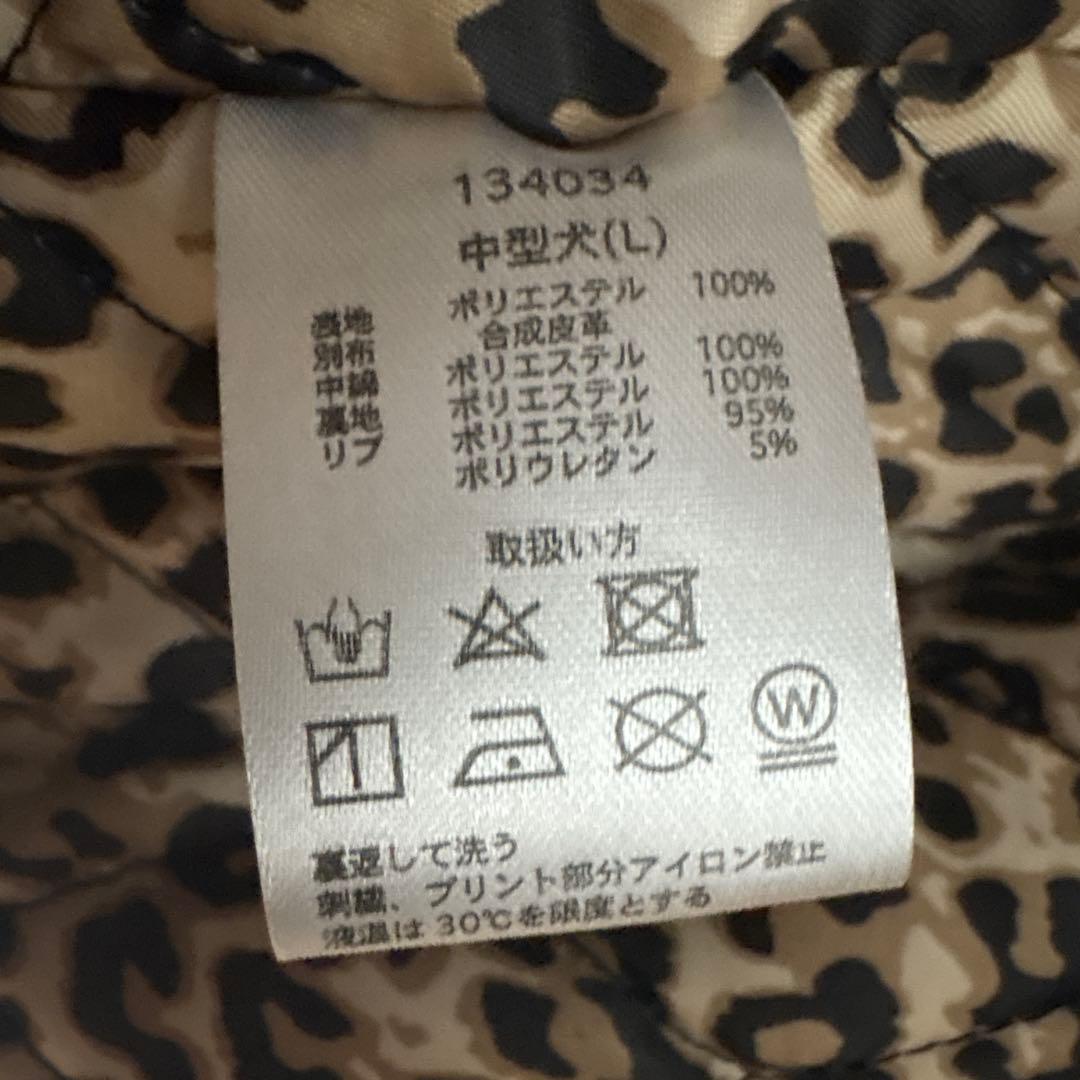 134034
中型犬(L)
表地 ポリエステル 100%
別布 合成皮革
中綿 ポリエステル 100%
裏地 ポリエステル 100%
リブ ポリエステル 95%
ポリウレタン 5%
取扱い方
W
裏返して洗う
刺繍、プリント部分アイロン禁止
液温は30℃を限度とする